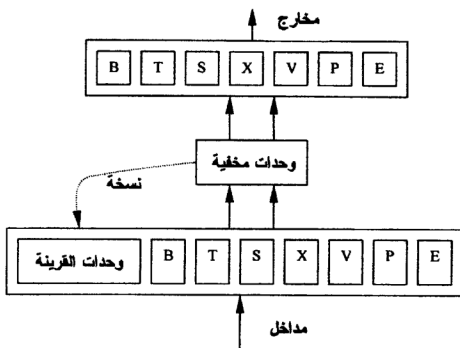 مخارج
B T S X V P E
وحدات مخفية
نسخة
وحدات القرينة B T S X V P E
مداخل